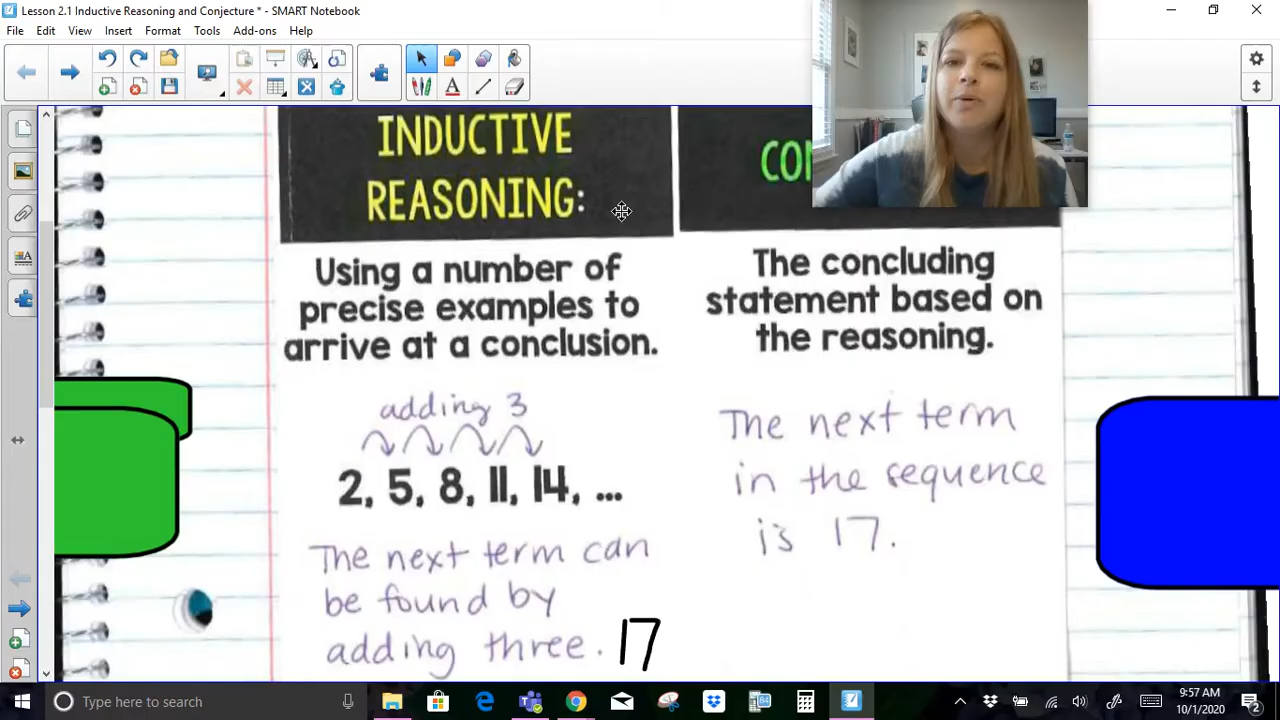 Lesson 2.1 Inductive Reasoning and Conjecture * - SMART Notebook
File Edit View Insert Format Tools Add-ons Help
INDUCTIVE
REASONING:
Using a number of
precise examples to
arrive at a conclusion.
adding 3
2, 5, 8, 11, 14, ...
The next term can
be found by
adding three. 17
The concluding
statement based on
the reasoning.
The next term
in the sequence
is 17.
Type here to search
9:57 AM
10/1/2020
2